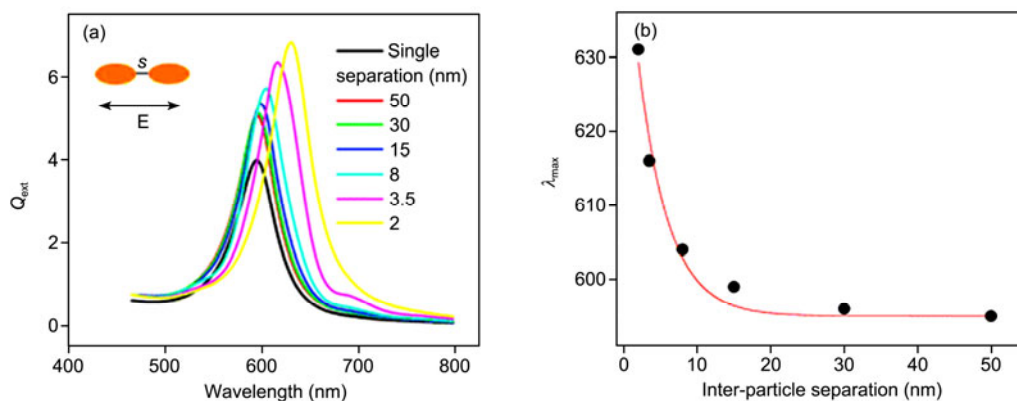 (a)
s
E
Single
separation (nm)
50
30
15
8
3.5
2
6
4
2
0
Q_ext
400 500 600 700 800
Wavelength (nm)
(b)
630
620
610
600
λ_max
0 10 20 30 40 50
Inter-particle separation (nm)